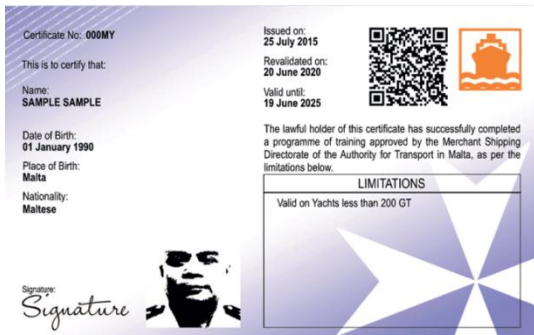 Certificate No: 000MY
This is to certify that:
Name:
SAMPLE SAMPLE
Date of Birth:
01 January 1990
Place of Birth:
Malta
Nationality:
Maltese
Signature:
Signature
Issued on:
25 July 2015
Revalidated on:
20 June 2020
Valid until:
19 June 2025
The lawful holder of this certificate has successfully completed
a programme of training approved by the Merchant Shipping
Directorate of the Authority for Transport in Malta, as per the
limitations below.
LIMITATIONS
Valid on Yachts less than 200 GT